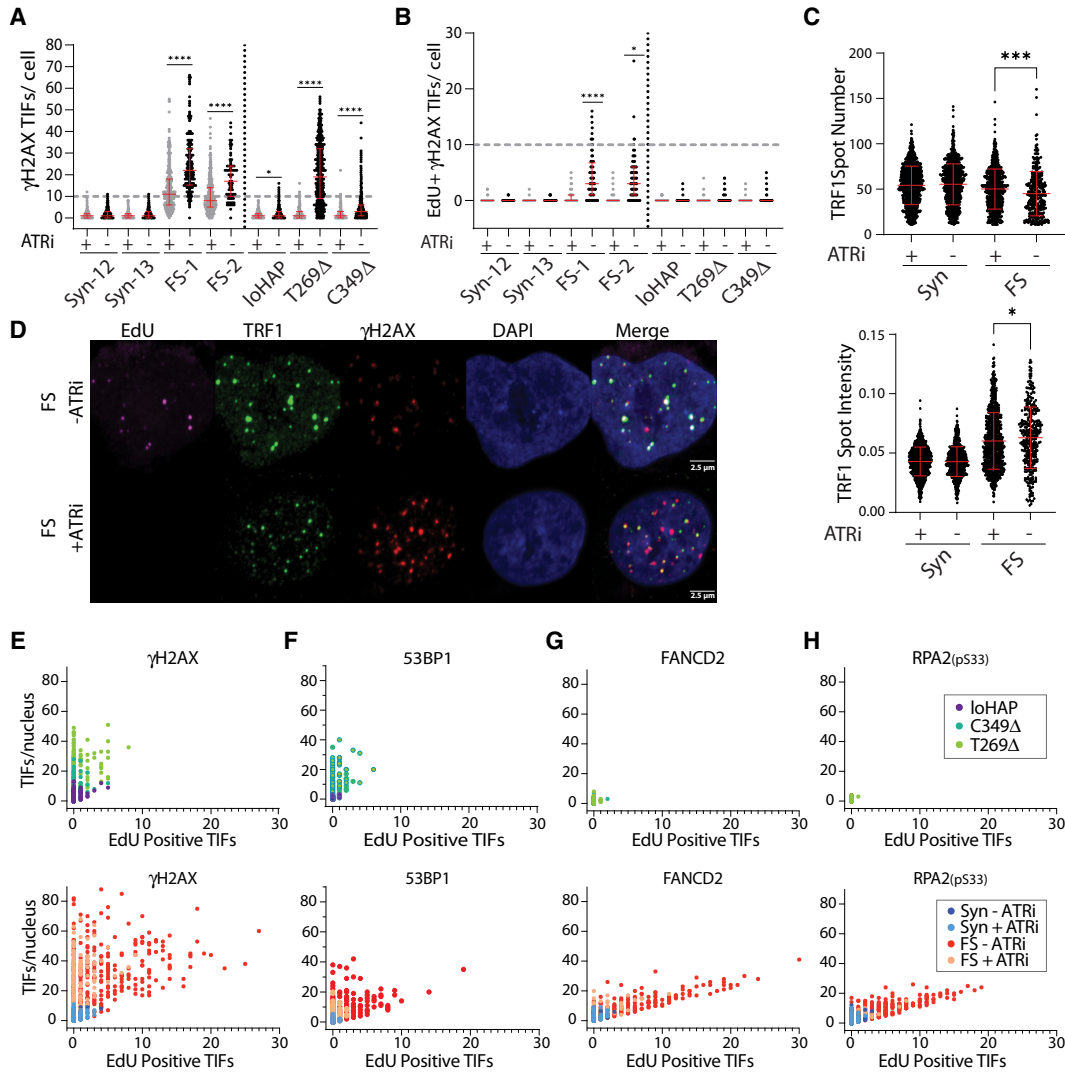 A
B
C
80
70
60
50
40
30
20
10
0
γH2AX TIFs/ cell
****
****
*
****
****
ATRi
+ - + - + - + - + - + - + -
Syn-12
Syn-13
FS-1
FS-2
loHAP
T269Δ
C349Δ
30
20
10
0
EdU+ γH2AX TIFs/ cell
****
*
ATRi
+ - + - + - + - + - + - + -
Syn-12
Syn-13
FS-1
FS-2
loHAP
T269Δ
C349Δ
200
150
100
50
0
TRF1Spot Number
***
ATRi
+ - + -
Syn
FS
0.15
0.10
0.05
0.00
TRF1 Spot Intensity
*
ATRi
+ - + -
Syn
FS
D
EdU TRF1 γH2AX DAPI Merge
FS
-ATRi
2.5 μm
FS
+ATRi
2.5 μm
E
γH2AX
TIFs/nucleus
80
60
40
20
0
0 10 20 30
EdU Positive TIFs
F
53BP1
80
60
40
20
0
0 10 20 30
EdU Positive TIFs
G
FANCD2
80
60
40
20
0
0 10 20 30
EdU Positive TIFs
H
RPA2(pS33)
80
60
40
20
0
loHAP
C349Δ
T269Δ
0 10 20 30
EdU Positive TIFs
γH2AX
TIFs/nucleus
80
60
40
20
0
0 10 20 30
EdU Positive TIFs
53BP1
80
60
40
20
0
0 10 20 30
EdU Positive TIFs
FANCD2
80
60
40
20
0
0 10 20 30
EdU Positive TIFs
RPA2(pS33)
80
60
40
20
0
Syn - ATRi
Syn + ATRi
FS - ATRi
FS + ATRi
0 10 20 30
EdU Positive TIFs